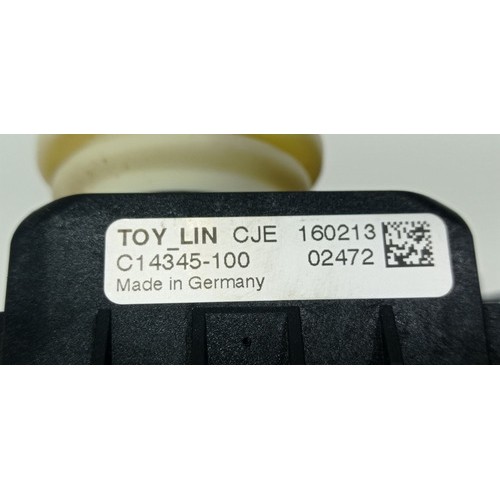 TOY_LIN CJE 160213
C14345-100 02472
Made in Germany